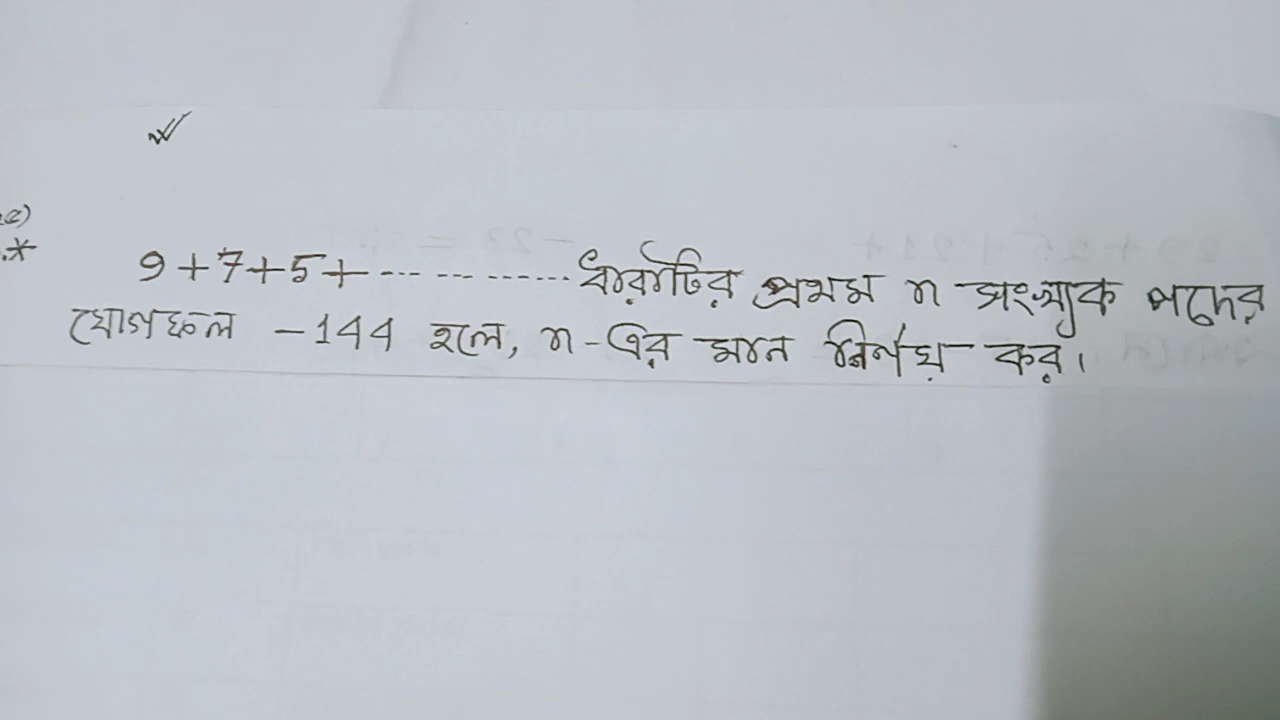 9 + 7 + 5 + ............ ধারাটির প্রথম n সংখ্যক পদের
যোগফল - 144 হলে, n - এর মান নির্ণয় কর।